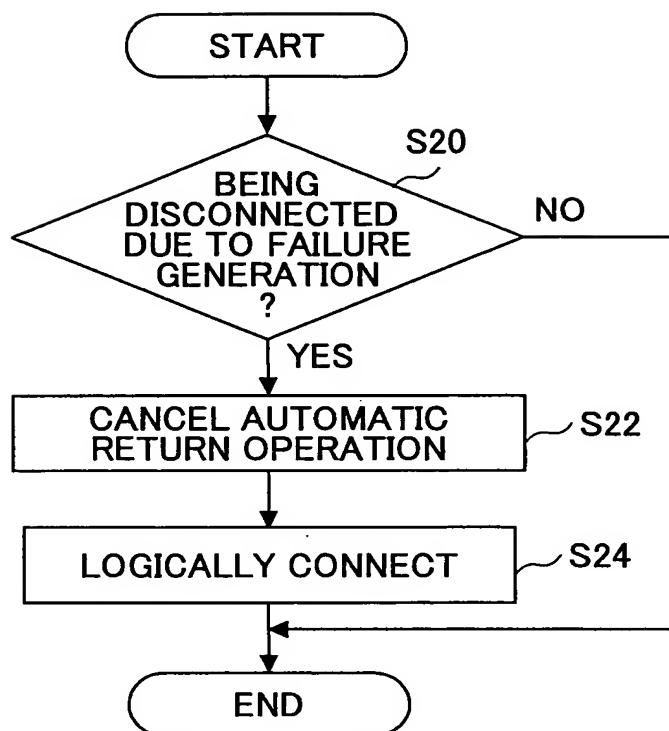 START
S20
BEING
DISCONNECTED
DUE TO FAILURE
GENERATION
?
NO
YES
CANCEL AUTOMATIC
RETURN OPERATION
S22
LOGICALLY CONNECT
S24
END